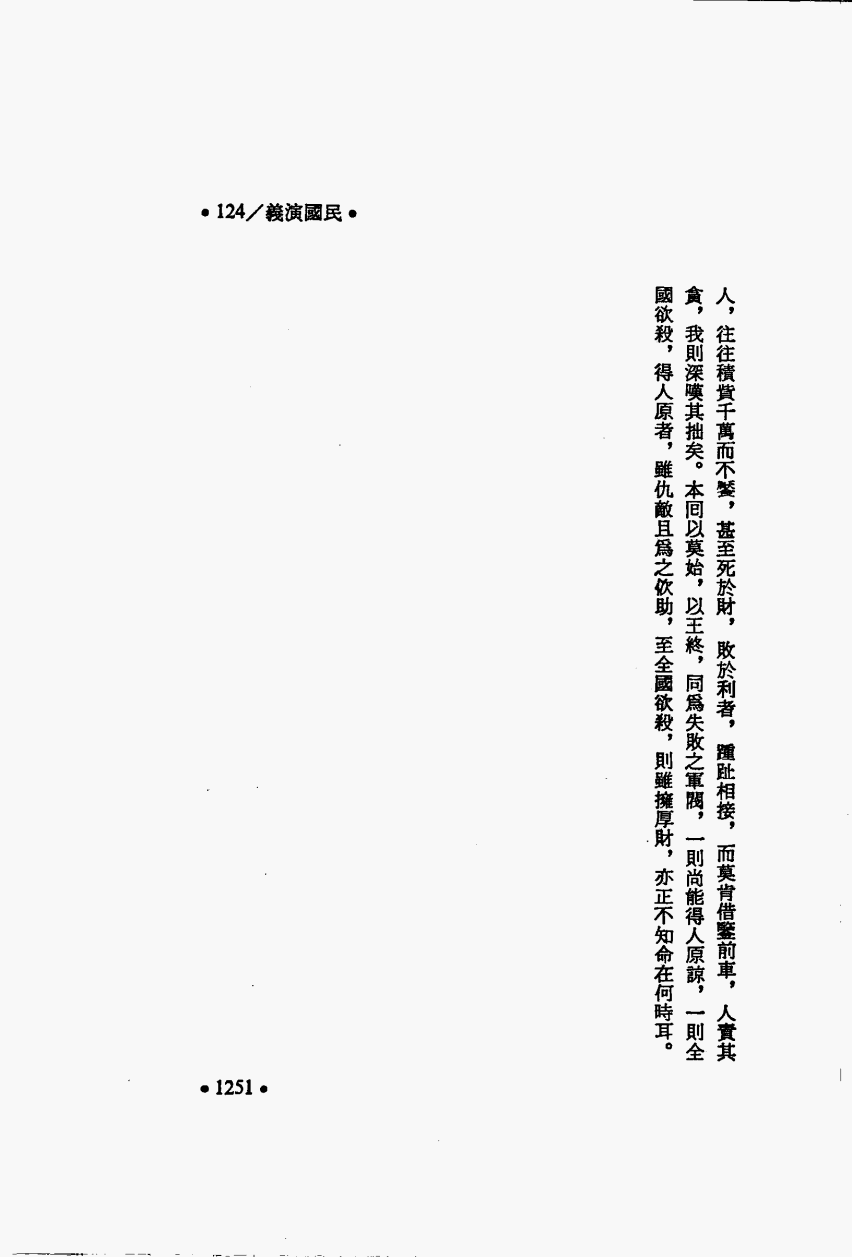 •124/義演國民•
人，往往積貲千萬而不饜，甚至死於財，敗於利者，踵趾相接，而莫肯借鑒前車，人責其
貪，我則深嘆其拙矣。本回以莫始，以王終，同爲失敗之軍閥，一則尚能得人原諒，一則全
國欲殺，得人原者，雖仇敵且爲之佽助，至全國欲殺，則雖擁厚財，亦正不知命在何時耳。
•1251•